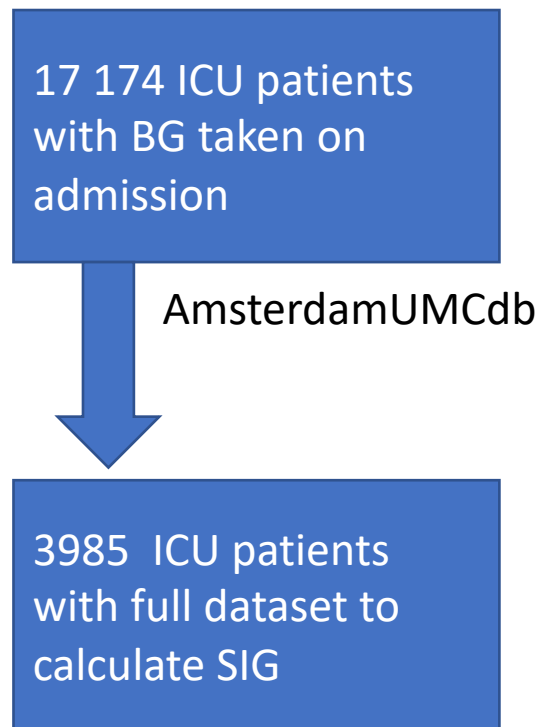 17 174 ICU patients
with BG taken on
admission
AmsterdamUMCdb
3985  ICU patients
with full dataset to
calculate SIG